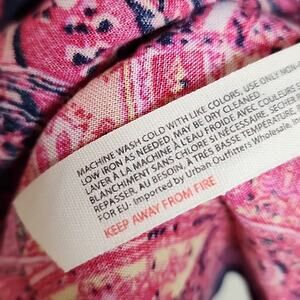 MACHINE WASH COLD WITH LIKE COLORS, USE ONLY NON-
LOW IRON AS NEEDED, MAY BE DRY CLEANED.
LAVER À LA MACHINE À L'EAU FROIDE AVEC COULEURS S
BLANCHIMENT SANS CHLORE SI NÉCESSAIRE, SÉCHER
REPASSER, AU BESOIN, À TRÈS BASSE TEMPÉRATURE,
FOR EU- Imported by Urban Outfitters Wholesale, Inc
KEEP AWAY FROM FIRE